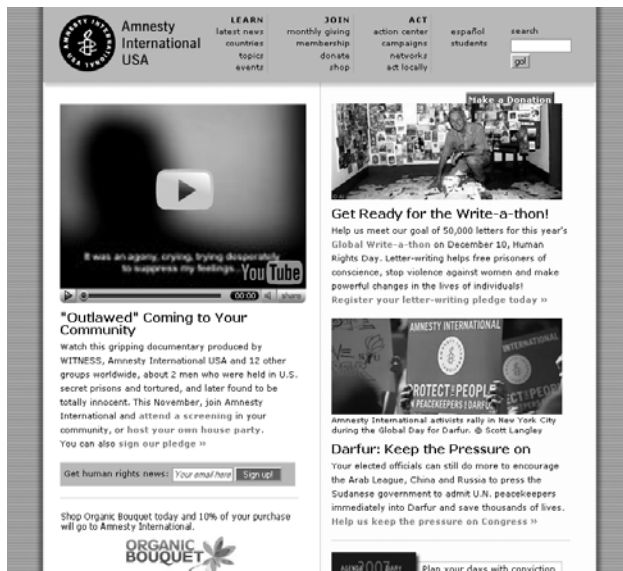 AMNESTY INTERNATIONAL USA
Amnesty
International
USA
LEARN
latest news
countries
topics
events
JOIN
monthly giving
membership
donate
shop
ACT
action center
campaigns
networks
act locally
español
students
search
go!
Make a Donation
It was an agony, crying, trying desperately
to suppress my feelings...
YouTube
00:00
share
"Outlawed" Coming to Your
Community
Watch this gripping documentary produced by
WITNESS, Amnesty International USA and 12 other
groups worldwide, about 2 men who were held in U.S.
secret prisons and tortured, and later found to be
totally innocent. This November, join Amnesty
International and attend a screening in your
community, or host your own house party.
You can also sign our pledge »
Get human rights news: Your email here Sign up!
Shop Organic Bouquet today and 10% of your purchase
will go to Amnesty International.
ORGANIC
BOUQUET
Get Ready for the Write-a-thon!
Help us meet our goal of 50,000 letters for this year's
Global Write-a-thon on December 10, Human
Rights Day. Letter-writing helps free prisoners of
conscience, stop violence against women and make
powerful changes in the lives of individuals!
Register your letter-writing pledge today »
AMNESTY INTERNATIONAL
PROTECT THE PEOPLE
N PEACEKEEPERS I DARFUR
INTERNATIONAL
Amnesty International activists rally in New York City
during the Global Day for Darfur. © Scott Langley
Darfur: Keep the Pressure on
Your elected officials can still do more to encourage
the Arab League, China and Russia to press the
Sudanese government to admit U.N. peacekeepers
immediately into Darfur and save thousands of lives.
Help us keep the pressure on Congress »
AGENDA 2007 DIARY
Plan your days with conviction